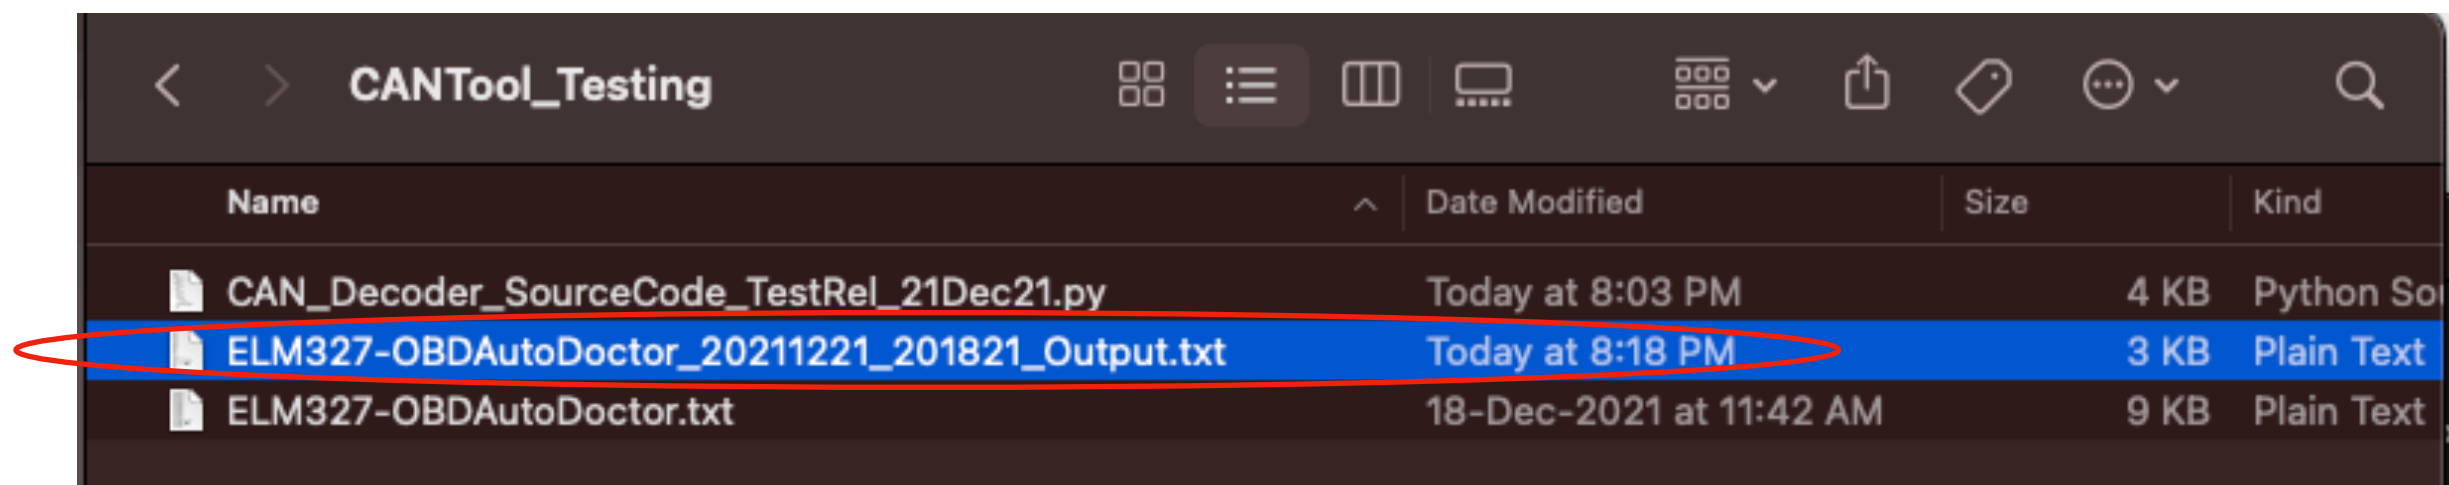 CANTool_Testing
Name Date Modified Size Kind
CAN_Decoder_SourceCode_TestRel_21Dec21.py Today at 8:03 PM 4 KB Python Sou
ELM327-OBDAutoDoctor_20211221_201821_Output.txt Today at 8:18 PM 3 KB Plain Text
ELM327-OBDAutoDoctor.txt 18-Dec-2021 at 11:42 AM 9 KB Plain Text